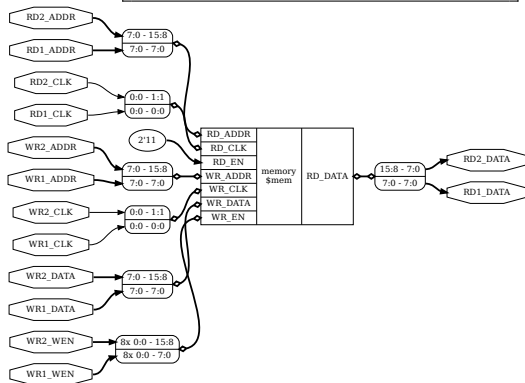 RD2_ADDR
RD1_ADDR
7:0 - 15:8
7:0 - 7:0
RD2_CLK
RD1_CLK
0:0 - 1:1
0:0 - 0:0
2'11
WR2_ADDR
WR1_ADDR
7:0 - 15:8
7:0 - 7:0
WR2_CLK
WR1_CLK
0:0 - 1:1
0:0 - 0:0
WR2_DATA
WR1_DATA
7:0 - 15:8
7:0 - 7:0
WR2_WEN
WR1_WEN
8x 0:0 - 15:8
8x 0:0 - 7:0
RD_ADDR
RD_CLK
RD_EN
WR_ADDR
WR_CLK
WR_DATA
WR_EN
memory
$mem
RD_DATA
15:8 - 7:0
7:0 - 7:0
RD2_DATA
RD1_DATA